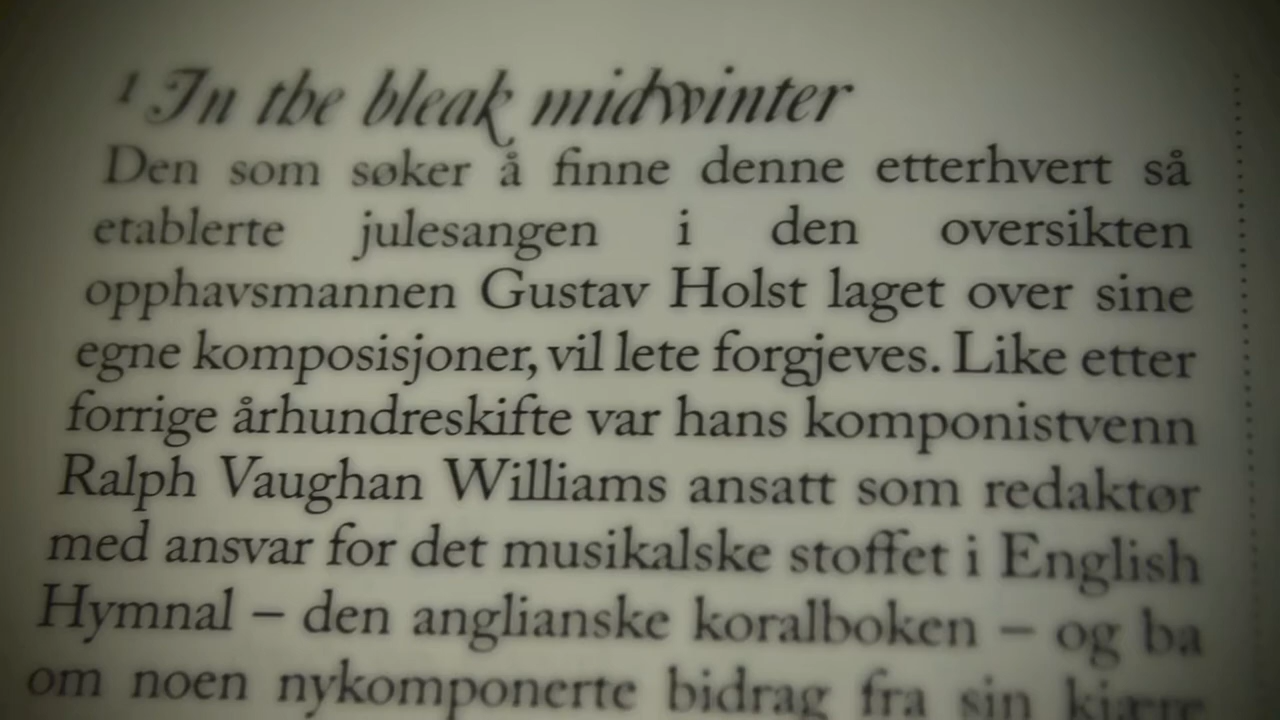 1 In the bleak midwinter
Den som søker å finne denne etterhvert så
etablerte julesangen i den oversikten
opphavsmannen Gustav Holst laget over sine
egne komposisjoner, vil lete forgjeves. Like etter
forrige århundreskifte var hans komponistvenn
Ralph Vaughan Williams ansatt som redaktør
med ansvar for det musikalske stoffet i English
Hymnal – den anglianske koralboken – og ba
om noen nykomponerte bidrag fra sin kjære